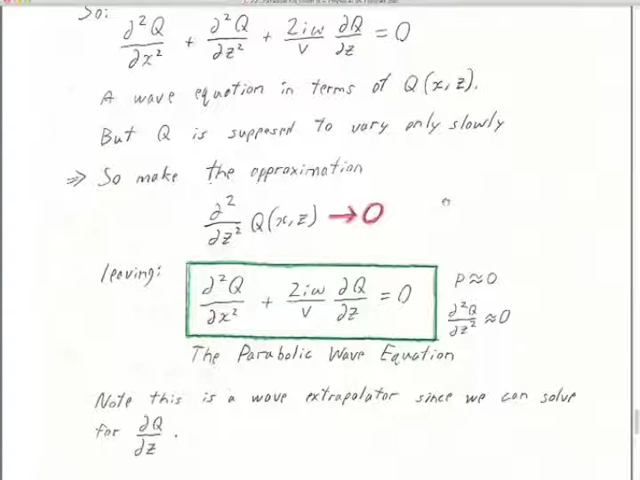 So:
∂²Q/∂x² + ∂²Q/∂z² + 2iω/v ∂Q/∂z = 0
A wave equation in terms of Q(x,z).
But Q is supposed to vary only slowly
⇒ So make the approximation
∂²/∂z² Q(x,z) → 0
leaving:
∂²Q/∂x² + 2iω/v ∂Q/∂z = 0
p≈0
∂²Q/∂z² ≈0
The Parabolic Wave Equation
Note this is a wave extrapolator since we can solve
for ∂Q/∂z .